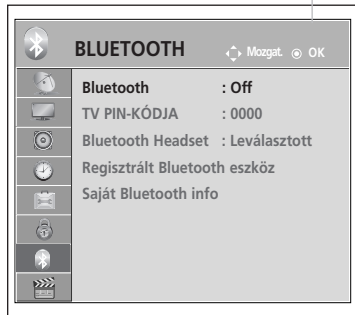 BLUETOOTH Mozgat. OK
Bluetooth : Off
TV PIN-KÓDJA : 0000
Bluetooth Headset : Leválasztott
Regisztrált Bluetooth eszköz
Saját Bluetooth info